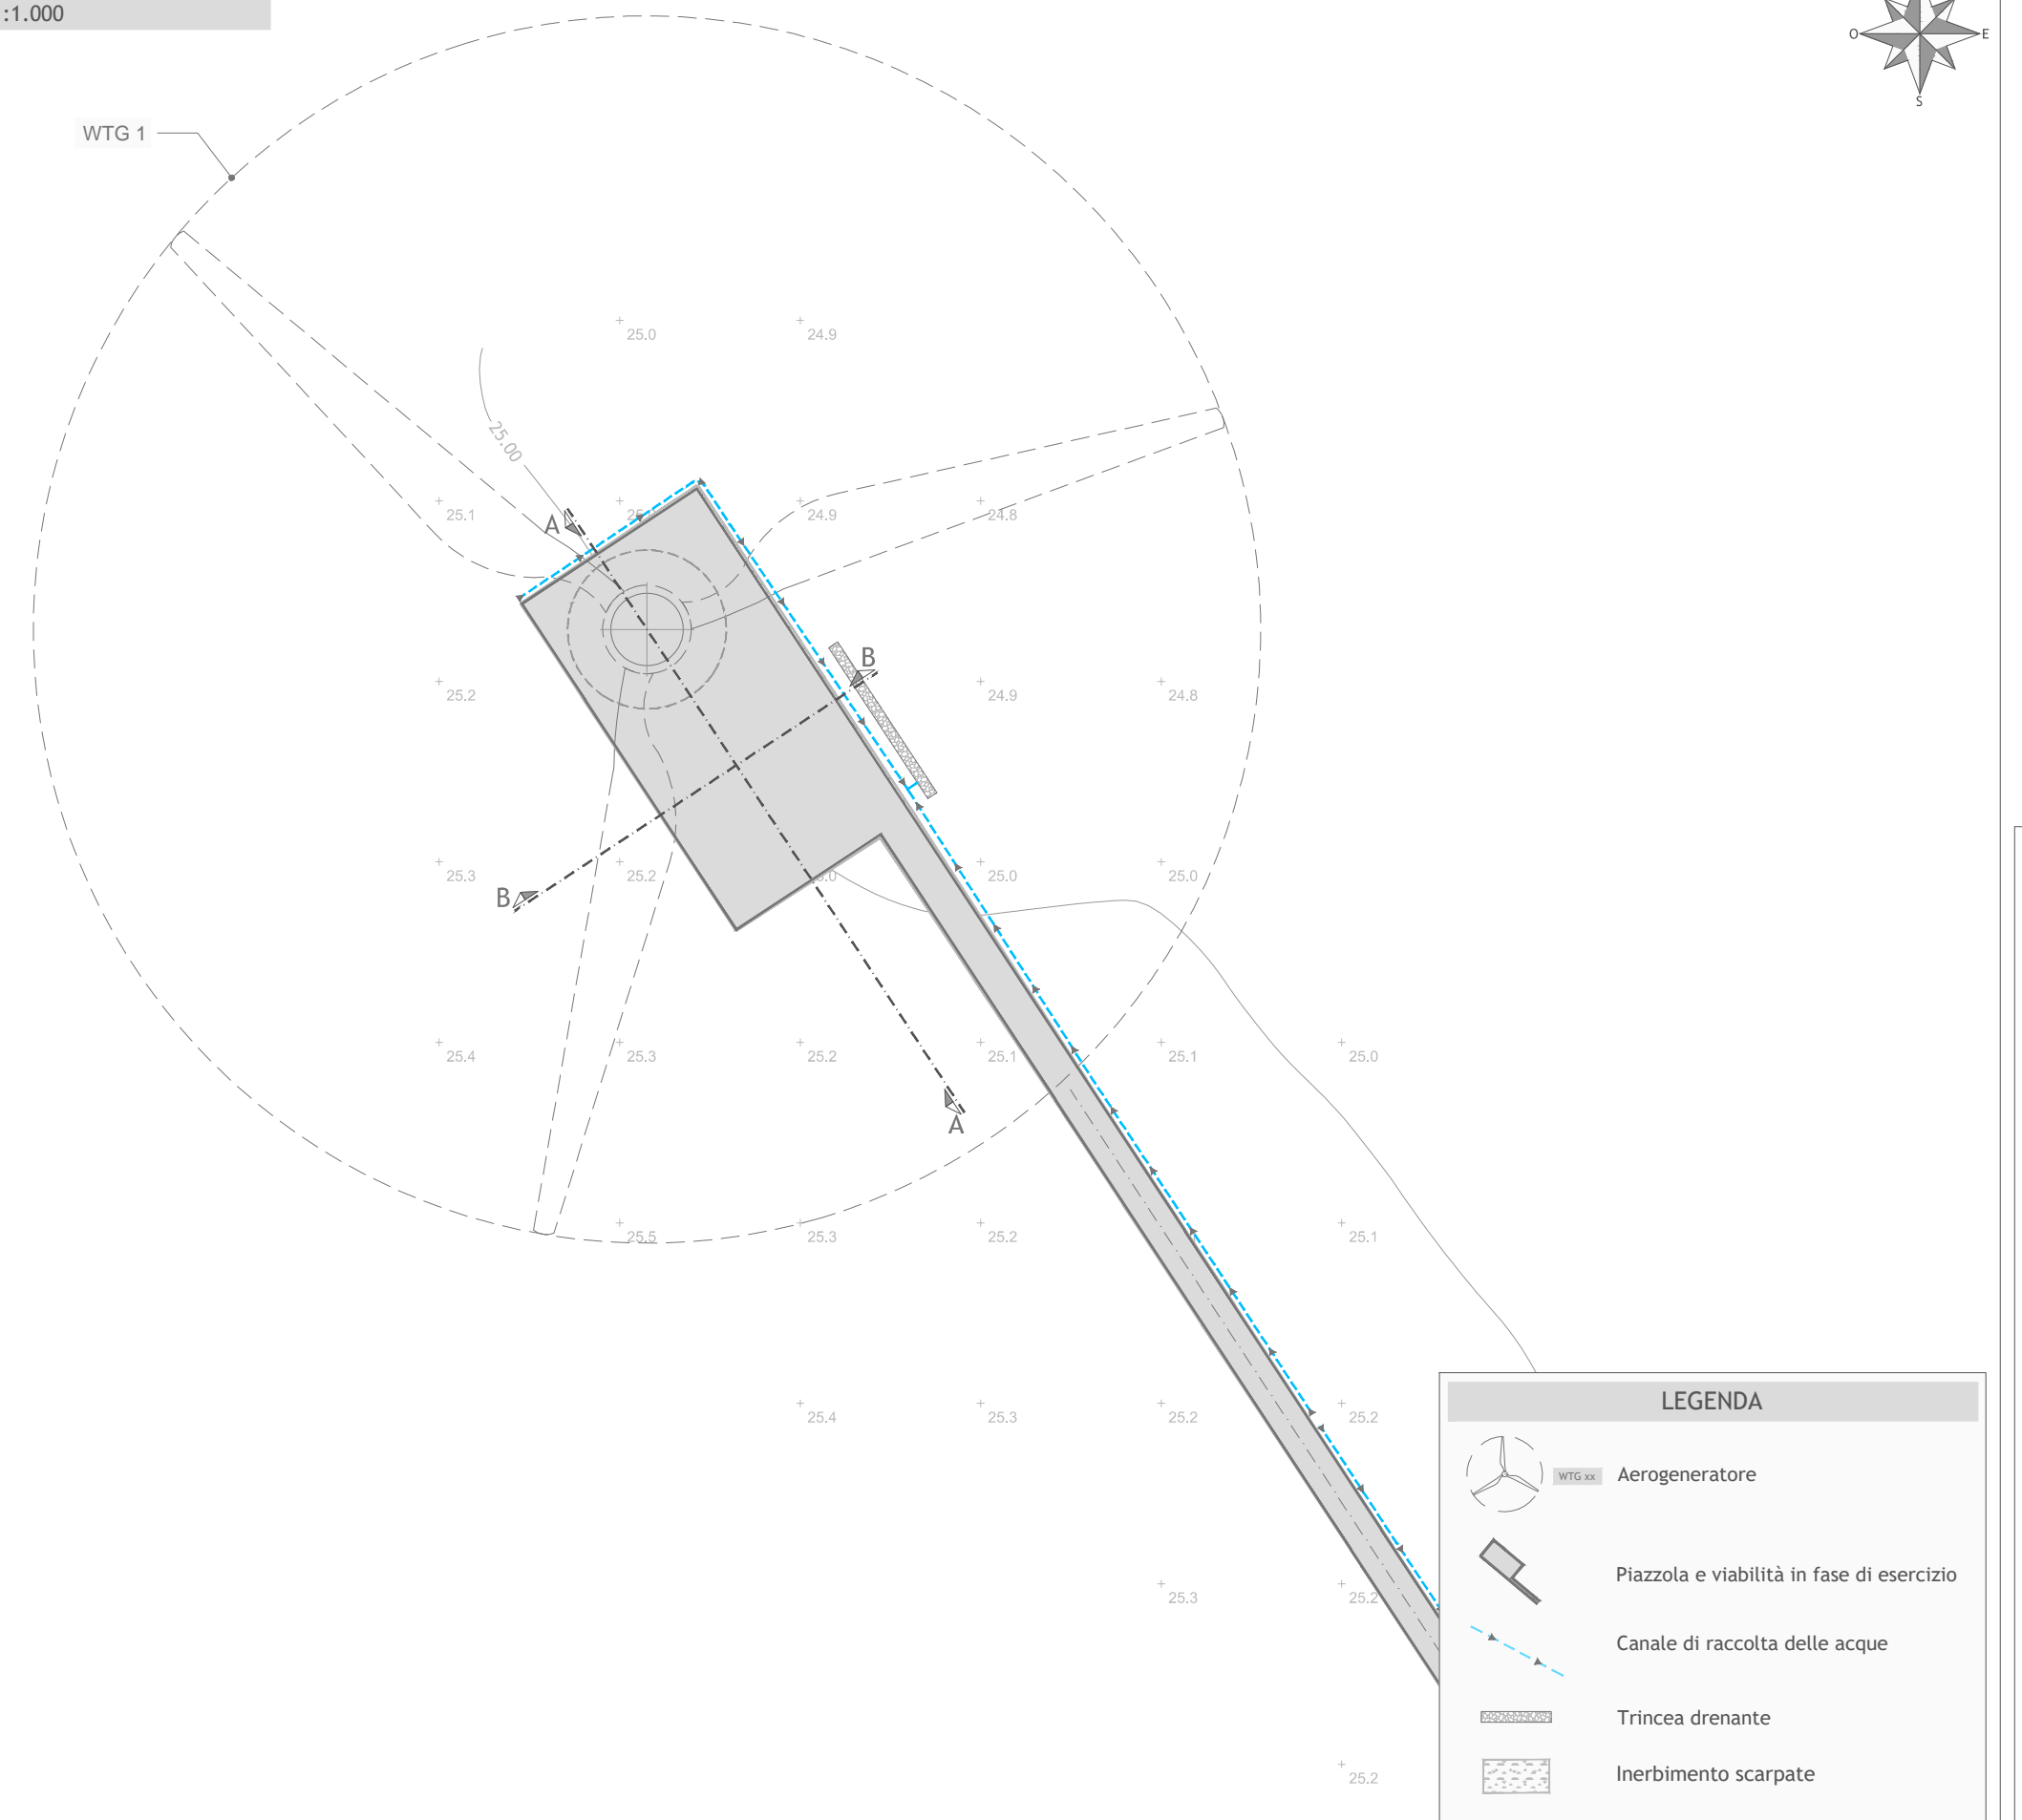 :1.000
O E
S
WTG 1
25.0 24.9
25.00
A
25.1 24.9 24.8
B
25.2 24.9 24.8
B
25.3 25.2 25.0 25.0
25.4 25.3 25.2 25.1 25.1 25.0
A
25.5 25.3 25.2 25.1
25.4 25.3 25.2 25.2
25.3 25.2
25.2
LEGENDA
WTG xx Aerogeneratore
Piazzola e viabilità in fase di esercizio
Canale di raccolta delle acque
Trincea drenante
Inerbimento scarpate